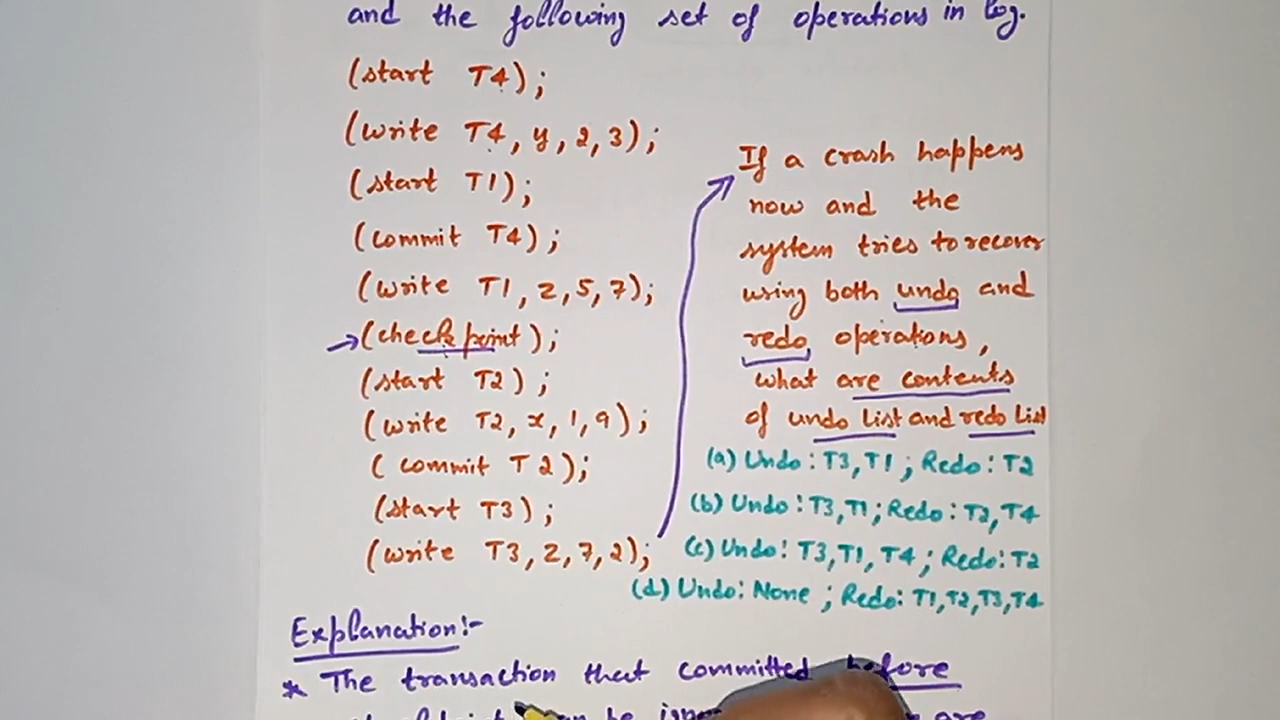 and the following set of operations in log.
(start T4);
(write T4, y, 2, 3);
(start T1);
(commit T4);
(write T1, z, 5, 7);
(check point);
(start T2);
(write T2, x, 1, 9);
(commit T2);
(start T3);
(write T3, z, 7, 2);
If a crash happens
now and the
system tries to recover
using both undo and
redo operations,
what are contents
of undo list and redo list
(a) Undo : T3, T1 ; Redo : T2
(b) Undo : T3, T1 ; Redo : T2, T4
(c) Undo : T3, T1, T4 ; Redo : T2
(d) Undo : None ; Redo : T1, T2, T3, T4
Explanation:-
* The transaction that committed before